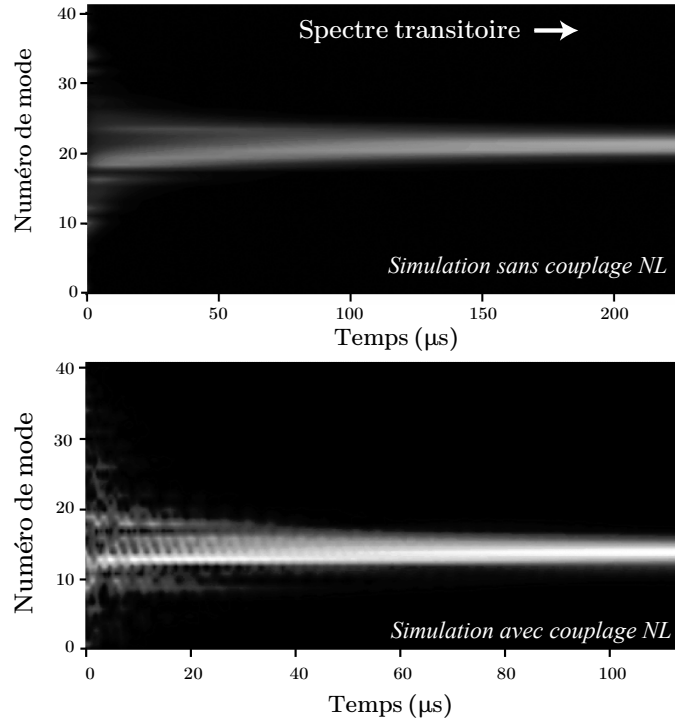 Spectre transitoire
Numéro de mode
40
30
20
10
0
Simulation sans couplage NL
0 50 100 150 200
Temps (µs)
Numéro de mode
40
30
20
10
0
Simulation avec couplage NL
0 20 40 60 80 100
Temps (µs)